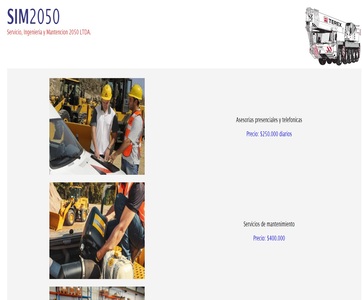 SIM2050
Servicio, Ingenieria y Mantencion 2050 LTDA.
TEREX
Asesorias presenciales y telefonicas
Precio: $250.000 diarios
Servicios de mantenimiento
Precio: $400.000